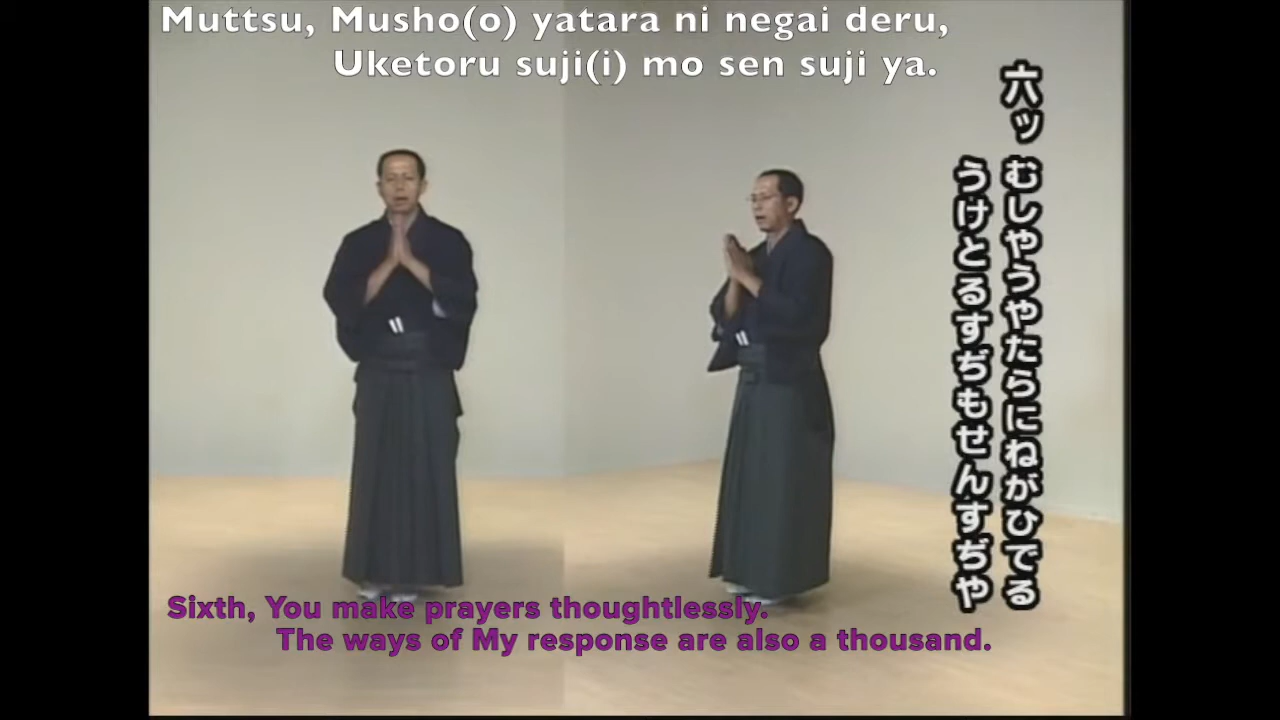 Muttsu, Musho(o) yatara ni negai deru,
Uketoru suji(i) mo sen suji ya.
六ッ むしやうやたらにねがひでる
うけとるすぢもせんすぢや
Sixth, You make prayers thoughtlessly.
The ways of My response are also a thousand.